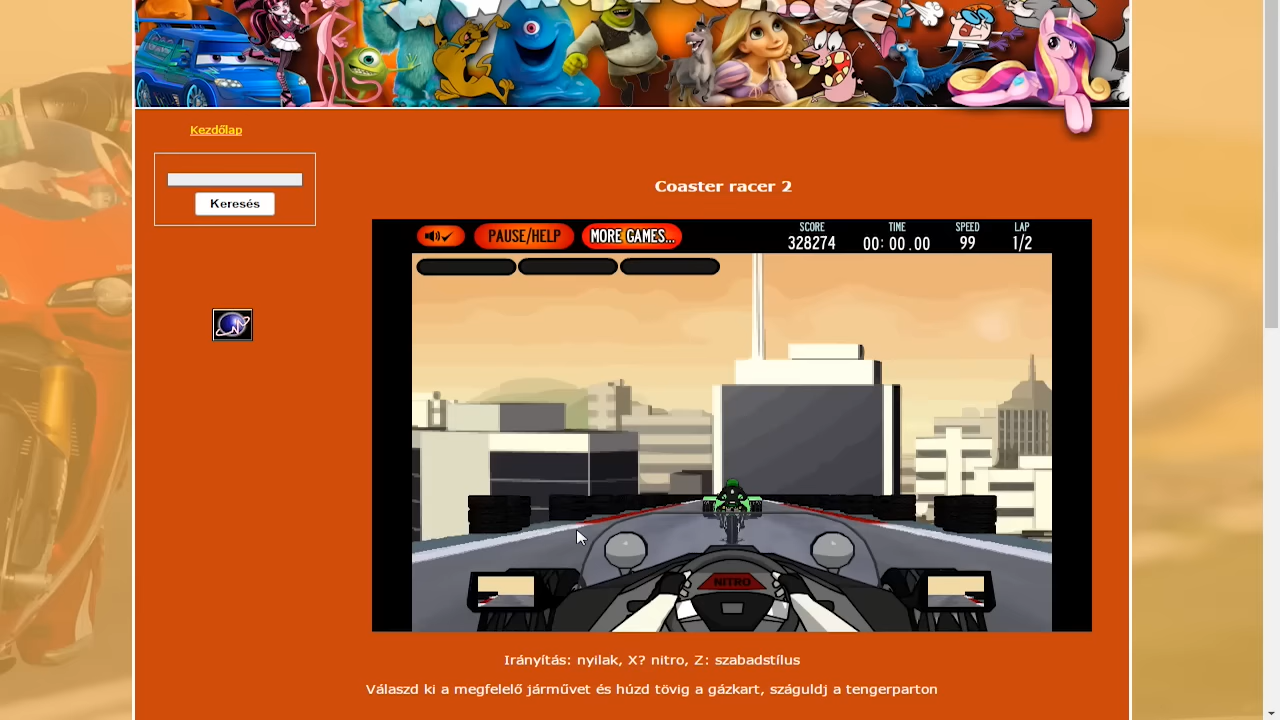 Kezdőlap
Keresés
Coaster racer 2
PAUSE/HELP
MORE GAMES...
SCORE
328274
TIME
00: 00 .00
SPEED
99
LAP
1/2
NITRO
Irányítás: nyilak, X? nitro, Z: szabadstílus
Válaszd ki a megfelelő járművet és húzd tövig a gázkart, száguldj a tengerparton